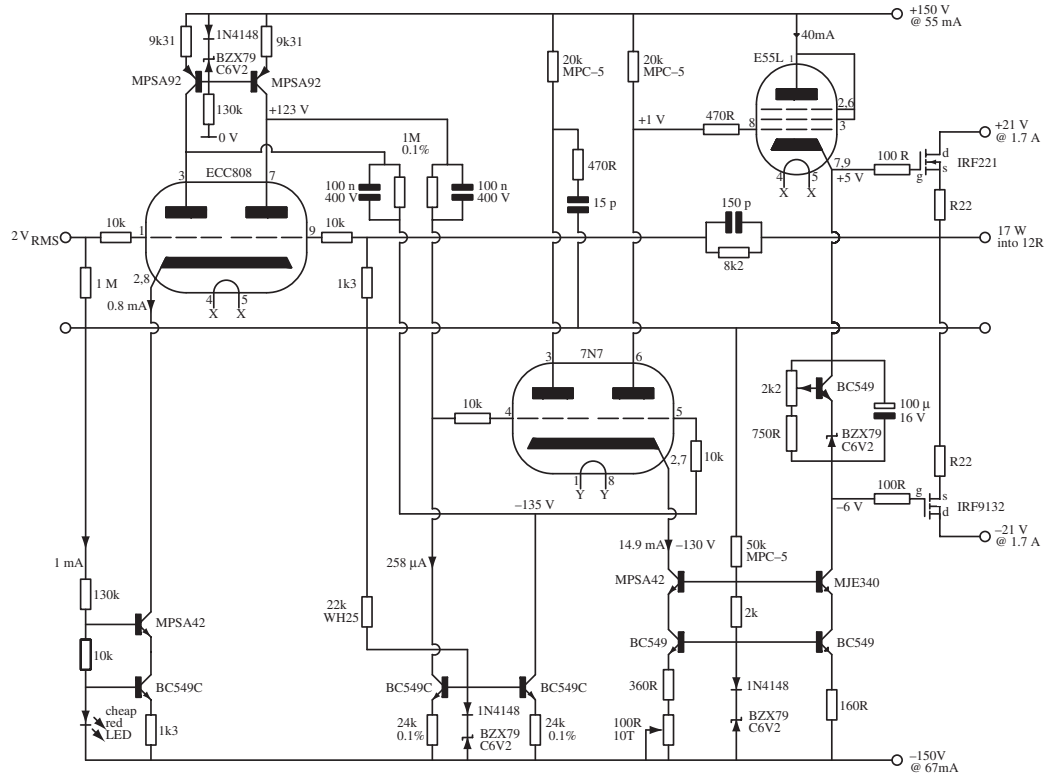 +150 V
@ 55 mA
9k31
1N4148
BZX79
C6V2
9k31
MPSA92
MPSA92
130k
0 V
+123 V
20k
MPC–5
20k
MPC–5
40mA
E55L
1
2,6
3
8
470R
+1 V
4
5
X
X
7,9
+5 V
100 R
g
d
s
IRF221
+21 V
@ 1.7 A
R22
1M
0.1%
100 n
400 V
100 n
400 V
470R
15 p
ECC808
3
7
2 V RMS
10k
1
9
10k
2,8
4
5
X
X
1 M
0.8 mA
1k3
150 p
8k2
17 W
into 12R
7N7
3
6
10k
4
5
2,7
10k
1
8
Y
Y
2k2
BC549
750R
BZX79
C6V2
100 µ
16 V
R22
100R
g
s
d
IRF9132
–6 V
–21 V
@ 1.7 A
–135 V
1 mA
258 µA
14.9 mA
–130 V
50k
MPC–5
MPSA42
MJE340
130k
22k
WH25
2k
MPSA42
10k
BC549
BC549
BC549C
BC549C
BC549C
cheap
red
LED
1k3
24k
0.1%
1N4148
BZX79
C6V2
24k
0.1%
360R
100R
10T
1N4148
BZX79
C6V2
160R
–150V
@ 67mA